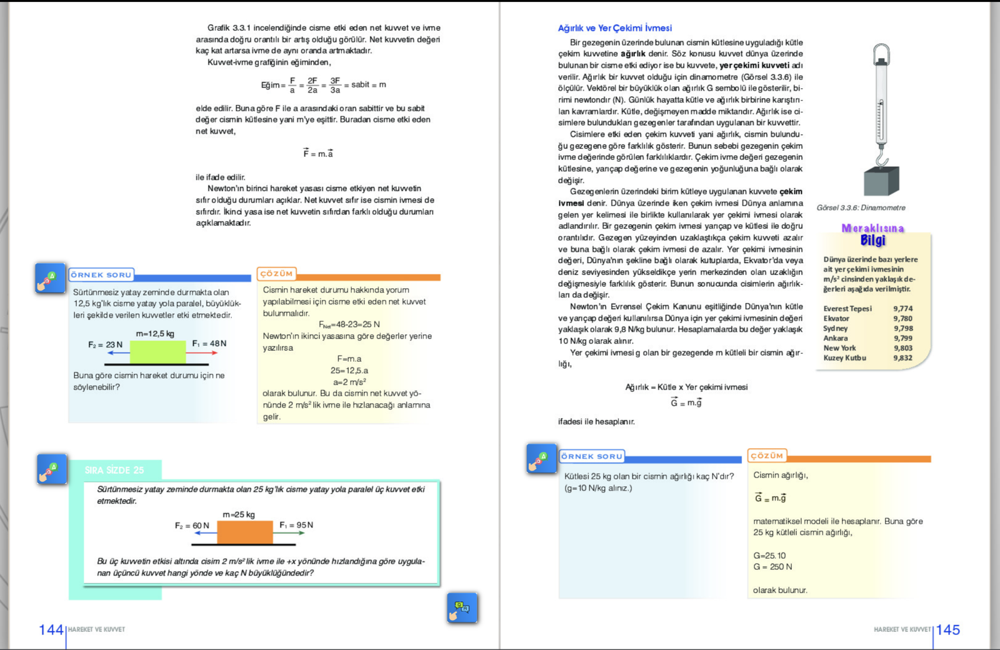 Grafik 3.3.1 incelendiğinde cisme etki eden net kuvvet ve ivme
arasında doğru orantılı bir artış olduğu görülür. Net kuvvetin değeri
kaç kat artarsa ivme de aynı oranda artmaktadır.
Kuvvet-ivme grafiğinin eğiminden,
Eğim = F/a = 2F/2a = 3F/3a = sabit = m
elde edilir. Buna göre F ile a arasındaki oran sabittir ve bu sabit
değer cismin kütlesine yani m'ye eşittir. Buradan cisme etki eden
net kuvvet,
F⃗ = m.a⃗
ile ifade edilir.
Newton'ın birinci hareket yasası cisme etkiyen net kuvvetin
sıfır olduğu durumları açıklar. Net kuvvet sıfır ise cismin ivmesi de
sıfırdır. İkinci yasa ise net kuvvetin sıfırdan farklı olduğu durumları
açıklamaktadır.
ÖRNEK SORU
Sürtünmesiz yatay zeminde durmakta olan
12,5 kg'lık cisme yatay yola paralel, büyüklük-
leri şekilde verilen kuvvetler etki etmektedir.
m=12,5 kg
F₂ = 23 N
F₁ = 48 N
Buna göre cismin hareket durumu için ne
söylenebilir?
ÇÖZÜM
Cismin hareket durumu hakkında yorum
yapılabilmesi için cisme etki eden net kuvvet
bulunmalıdır.
FNet=48-23=25 N
Newton'ın ikinci yasasına göre değerler yerine
yazılırsa
F=m.a
25=12,5.a
a=2 m/s²
olarak bulunur. Bu da cismin net kuvvet yö-
nünde 2 m/s² lik ivme ile hızlanacağı anlamına
gelir.
SIRA SİZDE 25
Sürtünmesiz yatay zeminde durmakta olan 25 kg'lık cisme yatay yola paralel üç kuvvet etki
etmektedir.
m=25 kg
F₂ = 60 N
F₁ = 95 N
Bu üç kuvvetin etkisi altında cisim 2 m/s² lik ivme ile +x yönünde hızlandığına göre uygula-
nan üçüncü kuvvet hangi yönde ve kaç N büyüklüğündedir?
144
HAREKET VE KUVVET
Ağırlık ve Yer Çekimi İvmesi
Bir gezegenin üzerinde bulunan cismin kütlesine uyguladığı kütle
çekim kuvvetine ağırlık denir. Söz konusu kuvvet dünya üzerinde
bulunan bir cisme etki ediyor ise bu kuvvete, yer çekimi kuvveti adı
verilir. Ağırlık bir kuvvet olduğu için dinamometre (Görsel 3.3.6) ile
ölçülür. Vektörel bir büyüklük olan ağırlık G sembolü ile gösterilir, bi-
rimi newtondır (N). Günlük hayatta kütle ve ağırlık birbirine karıştırı-
lan kavramlardır. Kütle, değişmeyen madde miktarıdır. Ağırlık ise ci-
simlere bulundukları gezegenler tarafından uygulanan bir kuvvettir.
Cisimlere etki eden çekim kuvveti yani ağırlık, cismin bulundu-
ğu gezegene göre farklılık gösterir. Bunun sebebi gezegenin çekim
ivme değerinde görülen farklılıklardır. Çekim ivme değeri gezegenin
kütlesine, yarıçap değerine ve gezegenin yoğunluğuna bağlı olarak
değişir.
Gezegenlerin üzerindeki birim kütleye uygulanan kuvvete çekim
ivmesi denir. Dünya üzerinde iken çekim ivmesi Dünya anlamına
gelen yer kelimesi ile birlikte kullanılarak yer çekimi ivmesi olarak
adlandırılır. Bir gezegenin çekim ivmesi yarıçap ve kütlesi ile doğru
orantılıdır. Gezegen yüzeyinden uzaklaştıkça çekim kuvveti azalır
ve buna bağlı olarak çekim ivmesi de azalır. Yer çekimi ivmesinin
değeri, Dünya'nın şekline bağlı olarak kutuplarda, Ekvator'da veya
deniz seviyesinden yükseldikçe yerin merkezinden olan uzaklığın
değişmesiyle farklılık gösterir. Bunun sonucunda cisimlerin ağırlık-
ları da değişir.
Newton'ın Evrensel Çekim Kanunu eşitliğinde Dünya'nın kütle
ve yarıçap değeri kullanılırsa Dünya için yer çekimi ivmesinin değeri
yaklaşık olarak 9,8 N/kg bulunur. Hesaplamalarda bu değer yaklaşık
10 N/kg olarak alınır.
Yer çekimi ivmesi g olan bir gezegende m kütleli bir cismin ağır-
lığı,
Ağırlık = Kütle x Yer çekimi ivmesi
G⃗ = m.g⃗
ifadesi ile hesaplanır.
Görsel 3.3.6: Dinamometre
Meraklısına
Bilgi
Dünya üzerinde bazı yerlere
ait yer çekimi ivmesinin
m/s² cinsinden yaklaşık de-
ğerleri aşağıda verilmiştir.
Everest Tepesi 9,774
Ekvator 9,780
Sydney 9,798
Ankara 9,799
New York 9,803
Kuzey Kutbu 9,832
ÖRNEK SORU
Kütlesi 25 kg olan bir cismin ağırlığı kaç N'dır?
(g=10 N/kg alınız.)
ÇÖZÜM
Cismin ağırlığı,
G⃗ = m.g⃗
matematiksel modeli ile hesaplanır. Buna göre
25 kg kütleli cismin ağırlığı,
G=25.10
G = 250 N
olarak bulunur.
HAREKET VE KUVVET
145